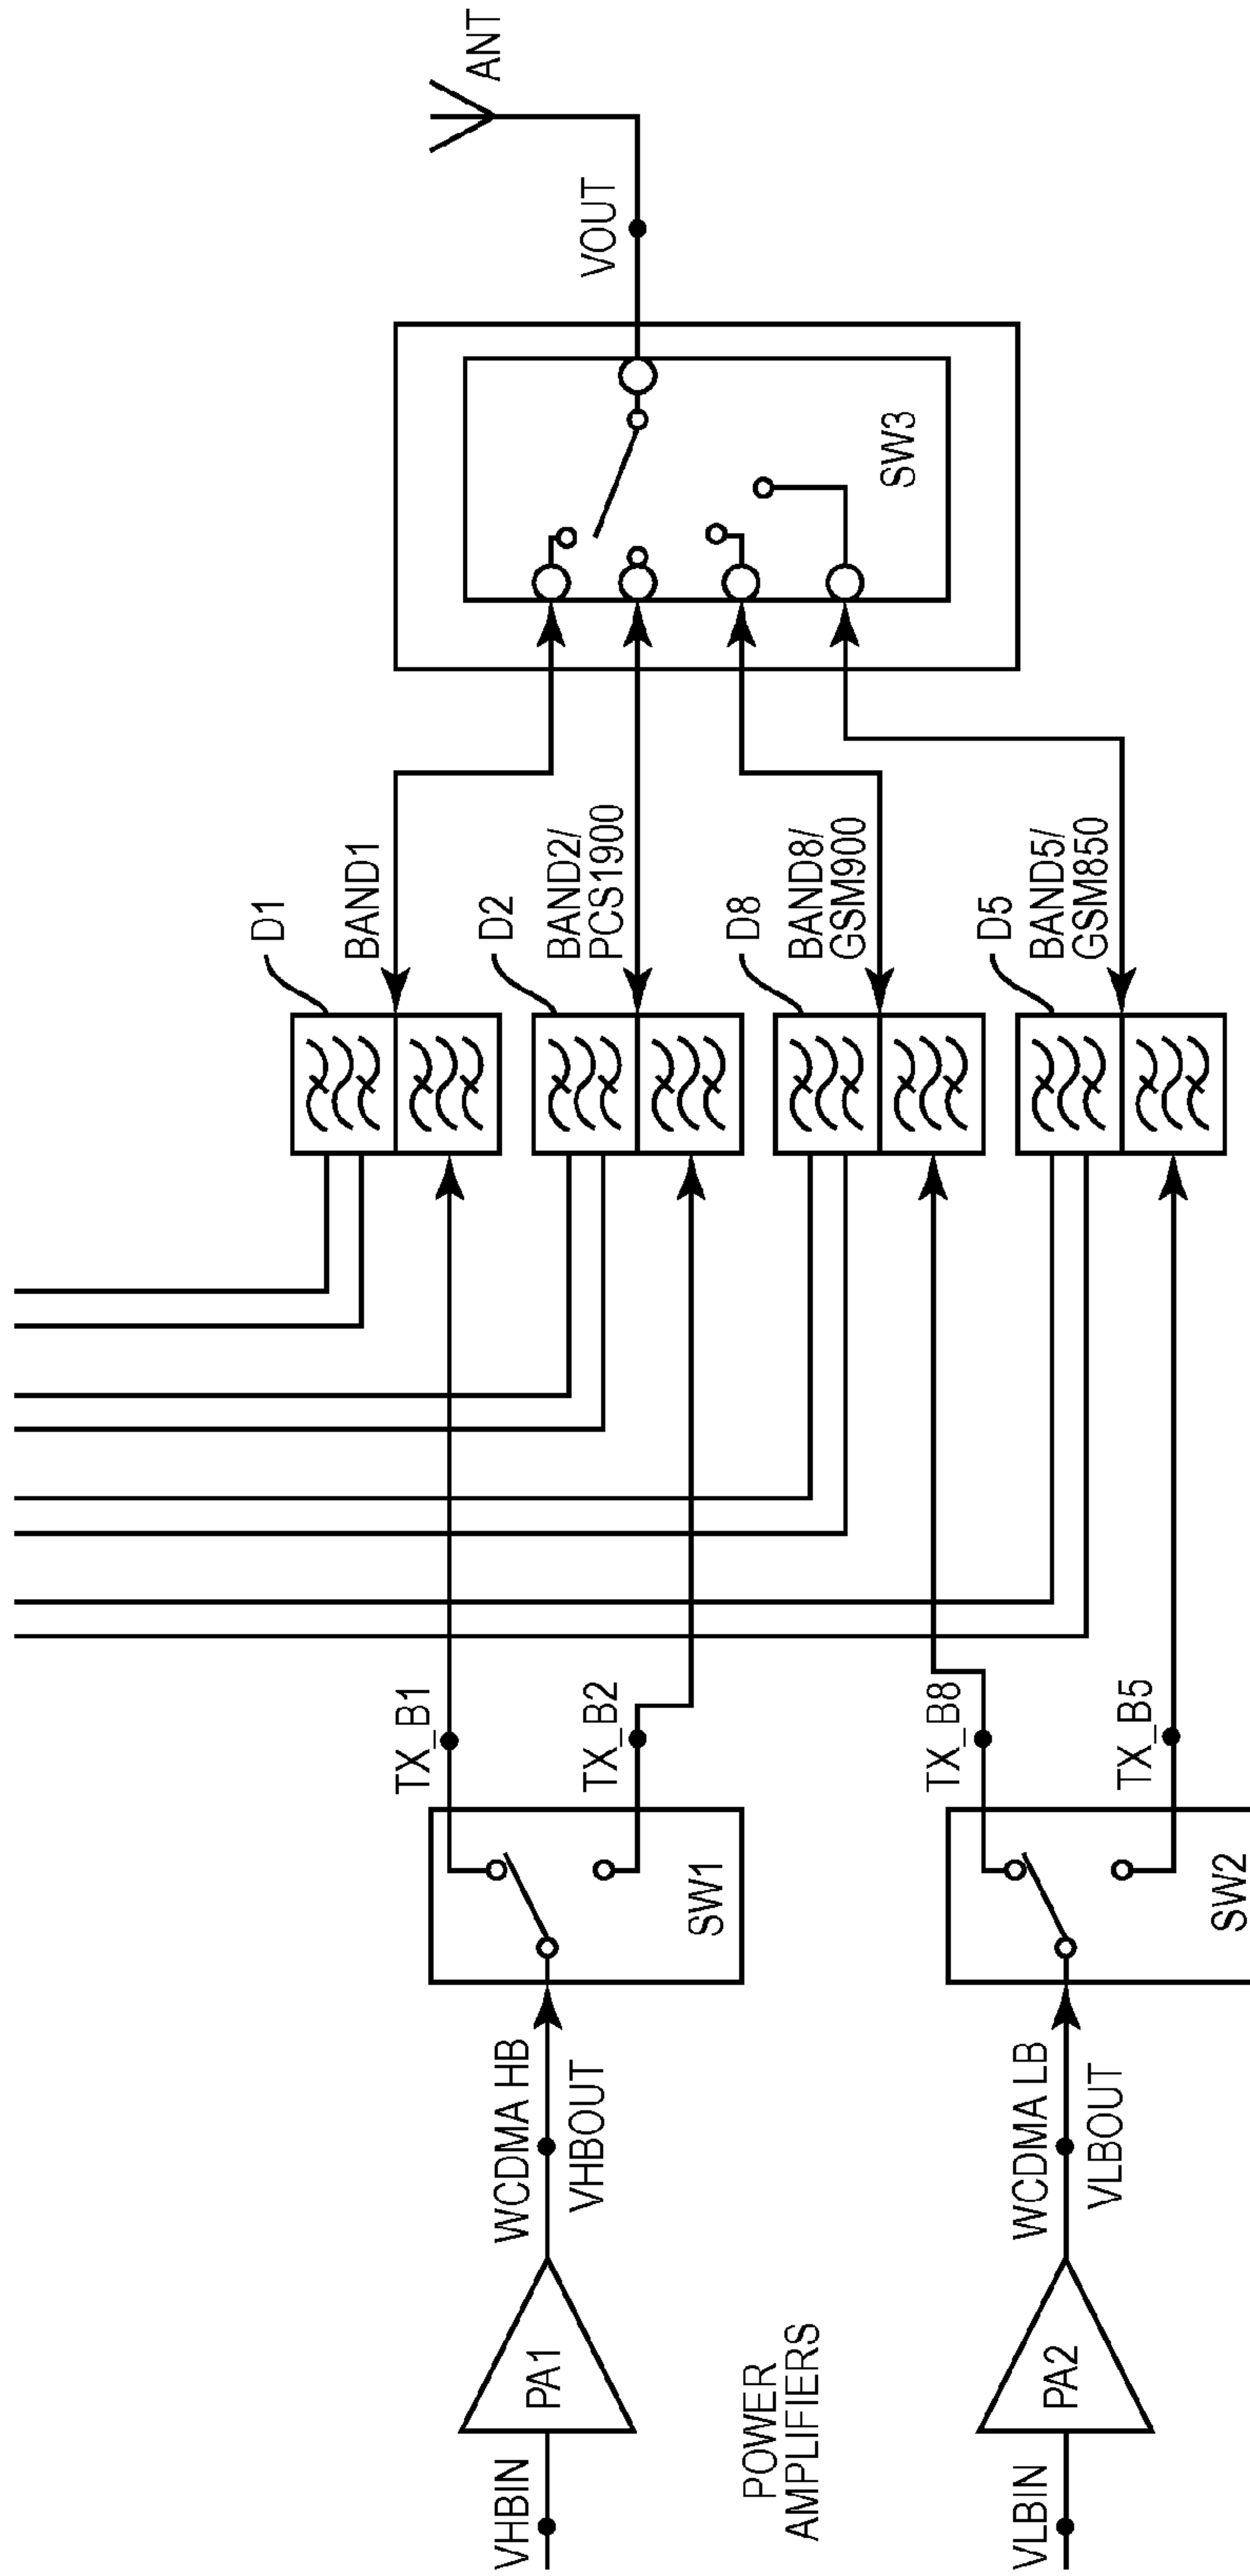 VHBIN
PA1
WCDMA HB
VHBOUT
SW1
TX_B1
TX_B2
D1
BAND1
D2
BAND2/
PCS1900
D8
BAND8/
GSM900
D5
BAND5/
GSM850
SW3
VOUT
ANT
POWER
AMPLIFIERS
VLBIN
PA2
WCDMA LB
VLBOUT
SW2
TX_B8
TX_B5